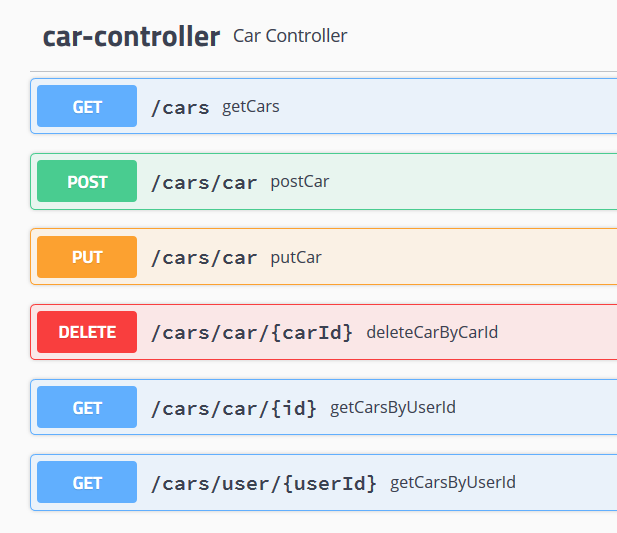 car-controller Car Controller
GET /cars getCars
POST /cars/car postCar
PUT /cars/car putCar
DELETE /cars/car/{carId} deleteCarByCarId
GET /cars/car/{id} getCarsByUserId
GET /cars/user/{userId} getCarsByUserId